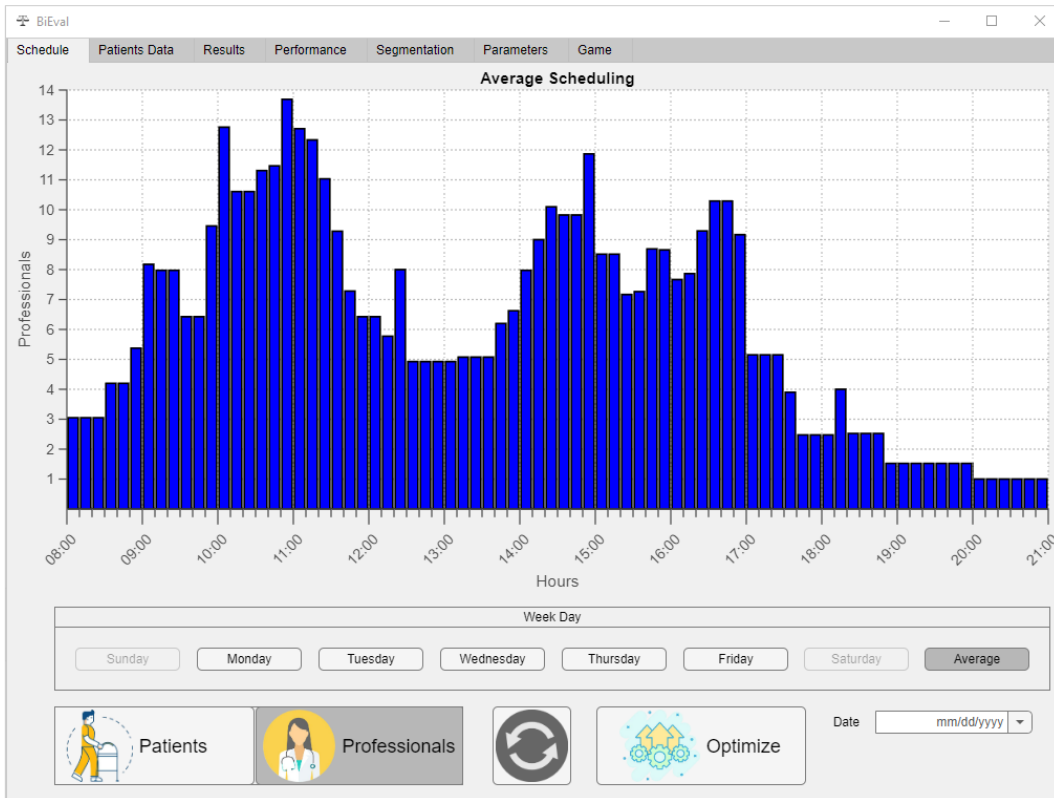 BiEval
Schedule Patients Data Results Performance Segmentation Parameters Game
Average Scheduling
14
13
12
11
10
9
8
7
6
5
4
3
2
1
Professionals
08:00 09:00 10:00 11:00 12:00 13:00 14:00 15:00 16:00 17:00 18:00 19:00 20:00 21:00
Hours
Week Day
Sunday Monday Tuesday Wednesday Thursday Friday Saturday Average
Patients Professionals Optimize Date mm/dd/yyyy